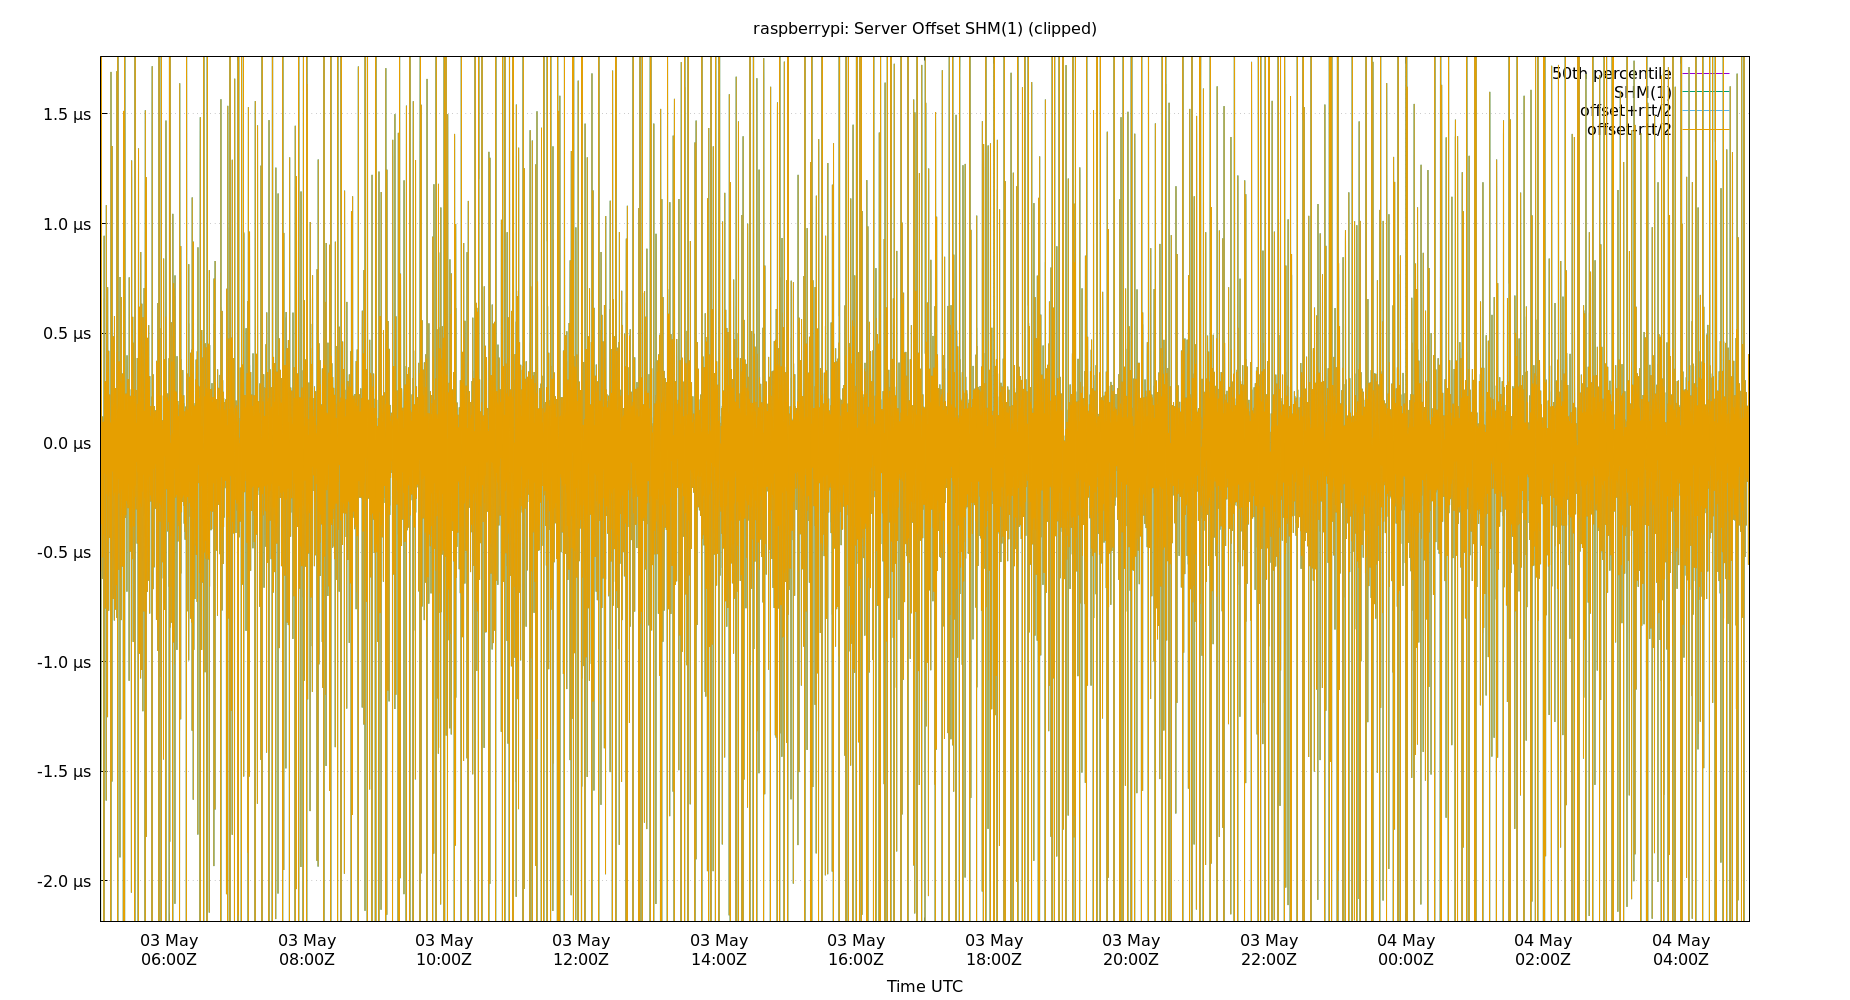 raspberrypi: Server Offset SHM(1) (clipped)
50th percentile
SHM(1)
offset+rtt/2
offset-rtt/2
1.5 µs
1.0 µs
0.5 µs
0.0 µs
-0.5 µs
-1.0 µs
-1.5 µs
-2.0 µs
03 May 03 May 03 May 03 May 03 May 03 May 03 May 03 May 03 May 04 May 04 May 04 May
06:00Z 08:00Z 10:00Z 12:00Z 14:00Z 16:00Z 18:00Z 20:00Z 22:00Z 00:00Z 02:00Z 04:00Z
Time UTC